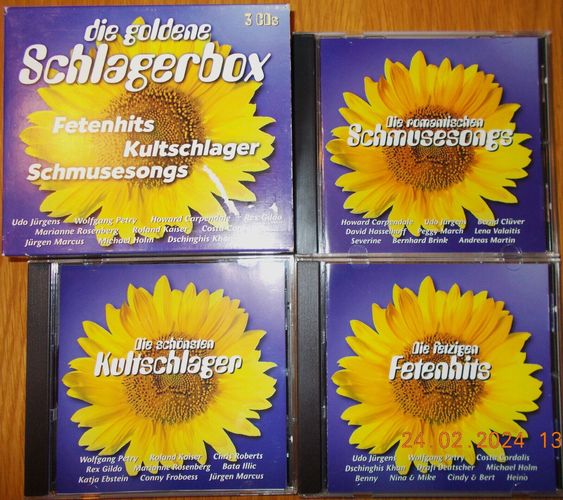 3 CDs
die goldene
Schlagerbox
Fetenhits
Kultschlager
Schmusesongs
Udo Jürgens Wolfgang Petry Howard Carpendale Rex Gildo
Marianne Rosenberg Roland Kaiser Costa
Jürgen Marcus Michael Holm Dschinghis Khan
Die romantischen
Schmusesongs
Howard Carpendale Udo Jürgens Bernd Clüver
David Hasselhoff Peggy March Lena Valaitis
Severine Bernhard Brink Andreas Martin
Die schönsten
Kultschlager
Wolfgang Petry Roland Kaiser Chris Roberts
Rex Gildo Marianne Rosenberg Bata Illic
Katja Ebstein Conny Froboess Jürgen Marcus
Die fetzigen
Fetenhits
Udo Jürgens Wolfgang Petry Costa Cordalis
Dschinghis Khan Drafi Deutscher Michael Holm
Benny Nina & Mike Cindy & Bert Heino
24 02 2024 13